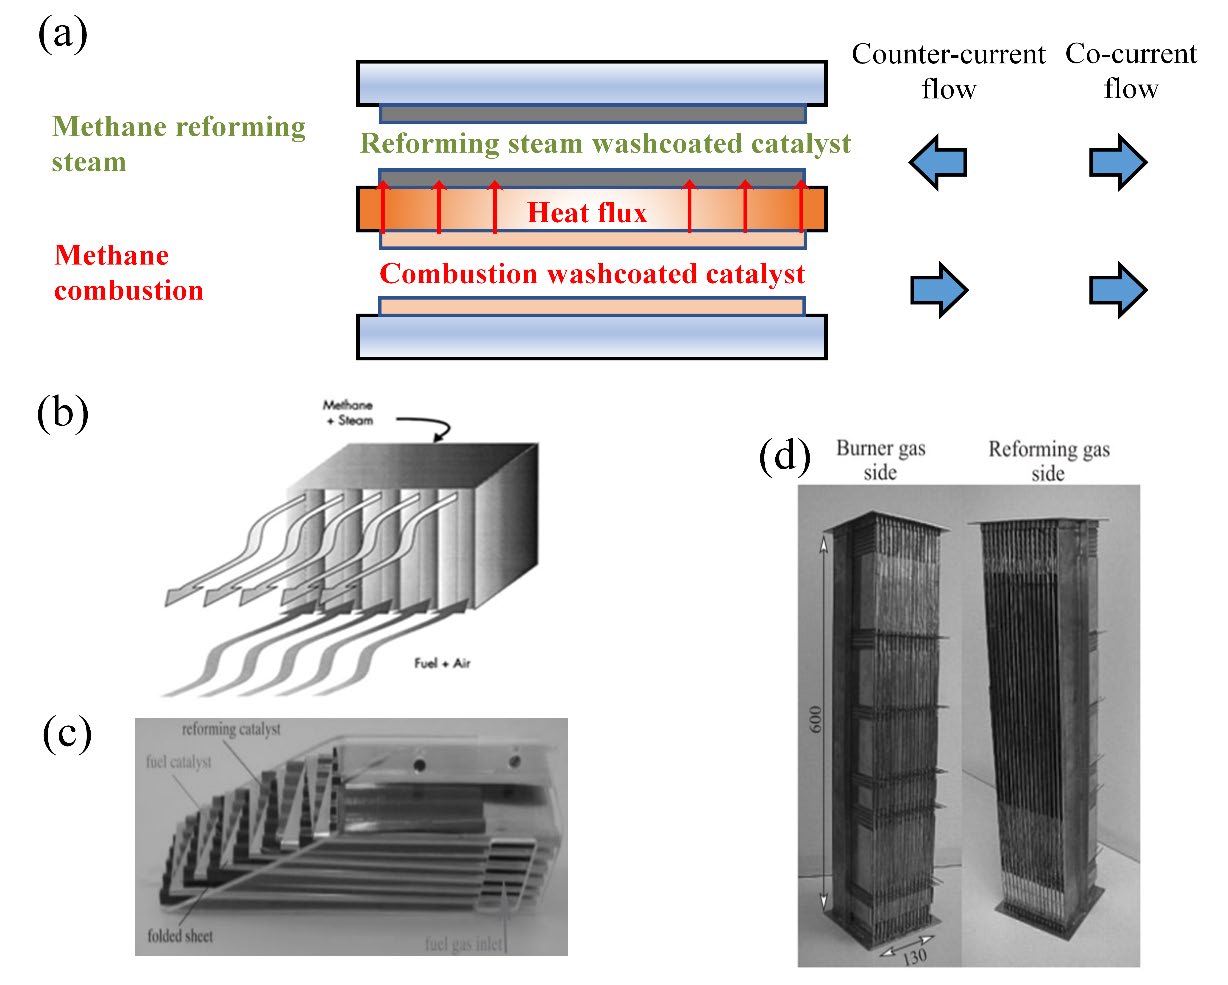 (a)
Counter-current
flow
Co-current
flow
Methane reforming
steam
Reforming steam washcoated catalyst
Heat flux
Methane
combustion
Combustion washcoated catalyst
(b)
Methane
+ Steam
Fuel + Air
(c)
reforming catalyst
fuel catalyst
folded sheet
fuel gas inlet
(d)
Burner gas
side
Reforming gas
side
600
130